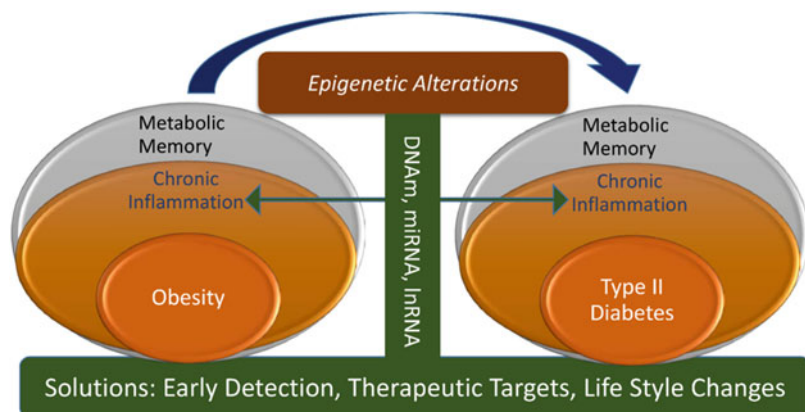 Epigenetic Alterations
Metabolic
Memory
Chronic
Inflammation
Obesity
DNAm, miRNA, lnRNA
Metabolic
Memory
Chronic
Inflammation
Type II
Diabetes
Solutions: Early Detection, Therapeutic Targets, Life Style Changes